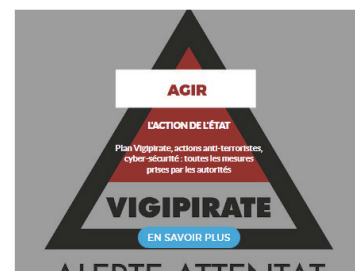 AGIR
L'ACTION DE L'ÉTAT
Plan Vigipirate, actions anti-terroristes,
cyber-sécurité : toutes les mesures
prises par les autorités
VIGIPIRATE
EN SAVOIR PLUS
ALERTE ATTENTAT